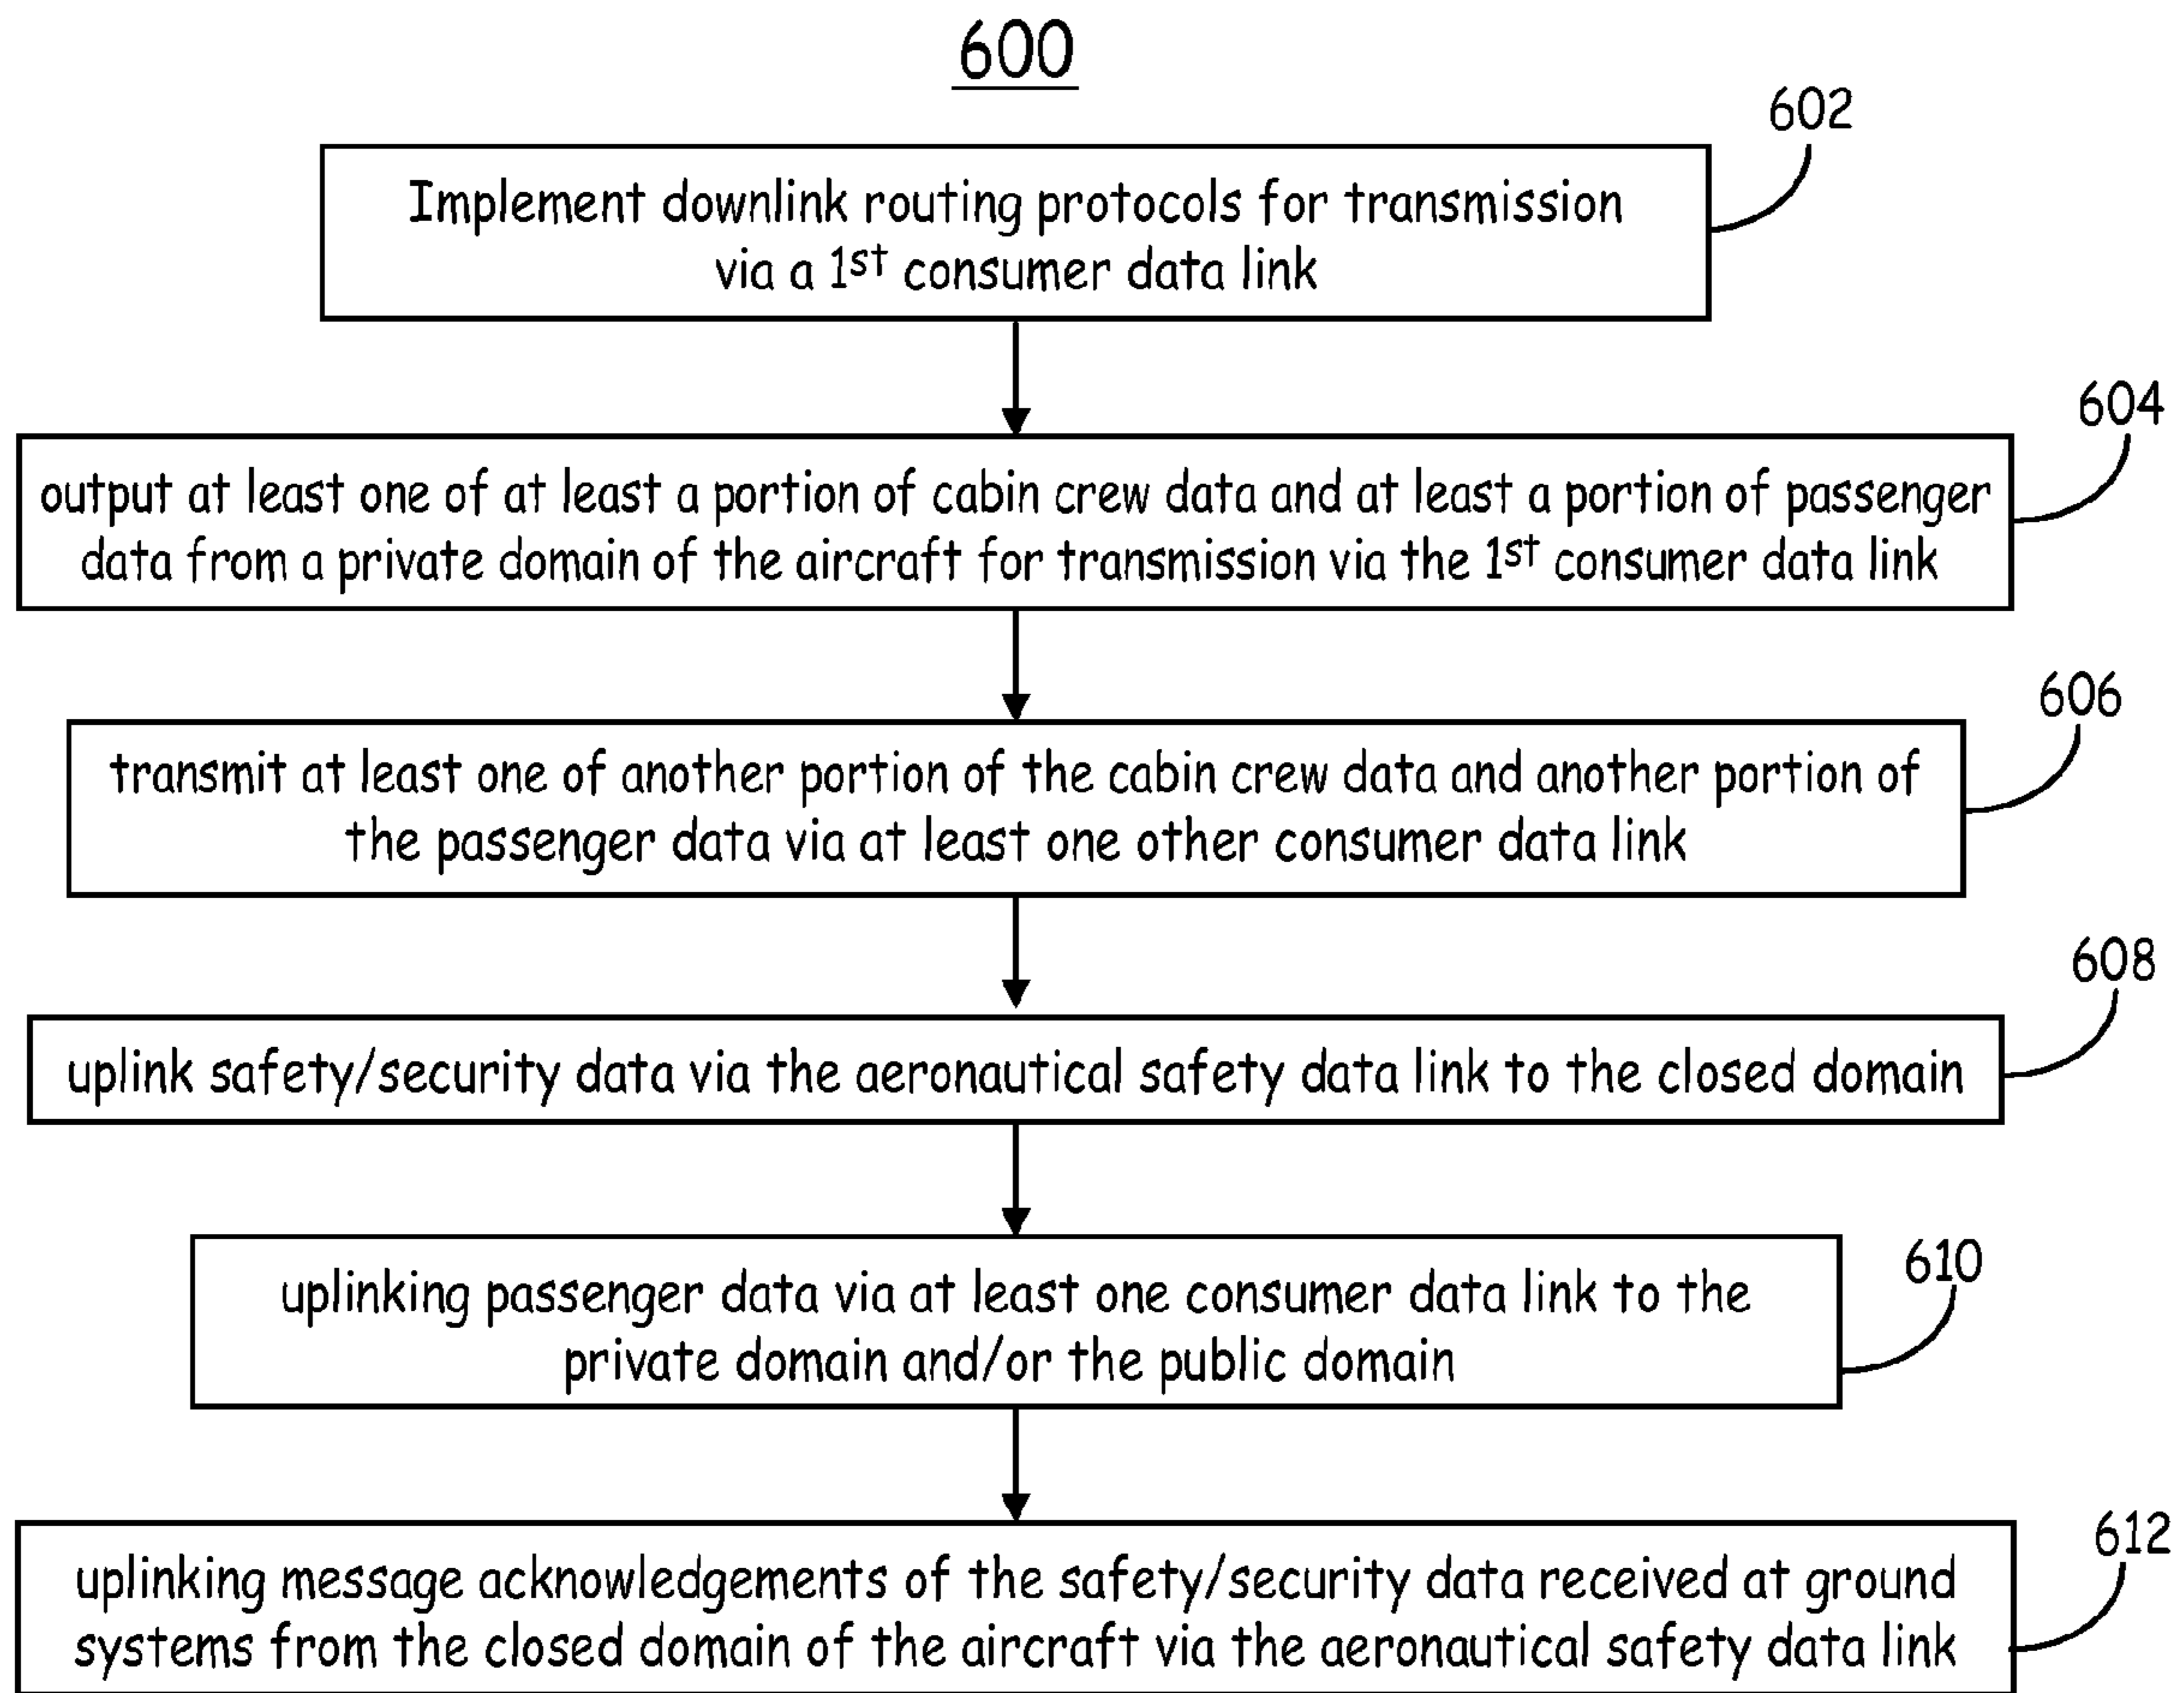 600
602
Implement downlink routing protocols for transmission
via a 1st consumer data link
604
output at least one of at least a portion of cabin crew data and at least a portion of passenger
data from a private domain of the aircraft for transmission via the 1st consumer data link
606
transmit at least one of another portion of the cabin crew data and another portion of
the passenger data via at least one other consumer data link
608
uplink safety/security data via the aeronautical safety data link to the closed domain
610
uplinking passenger data via at least one consumer data link to the
private domain and/or the public domain
612
uplinking message acknowledgements of the safety/security data received at ground
systems from the closed domain of the aircraft via the aeronautical safety data link